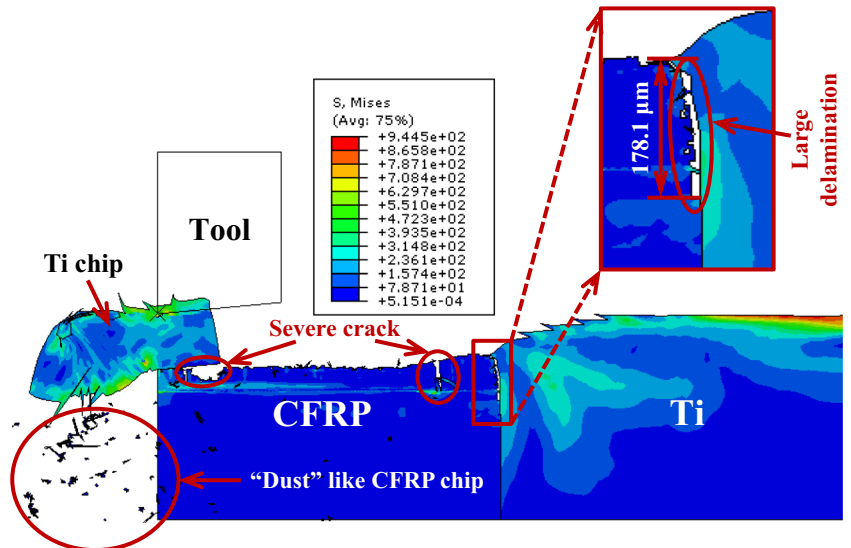 S, Mises
(Avg: 75%)
+9.445e+02
+8.658e+02
+7.871e+02
+7.084e+02
+6.297e+02
+5.510e+02
+4.723e+02
+3.935e+02
+3.148e+02
+2.361e+02
+1.574e+02
+7.871e+01
+5.151e-04
178.1 μm
Large
delamination
Tool
Ti chip
Severe crack
CFRP
Ti
“Dust” like CFRP chip